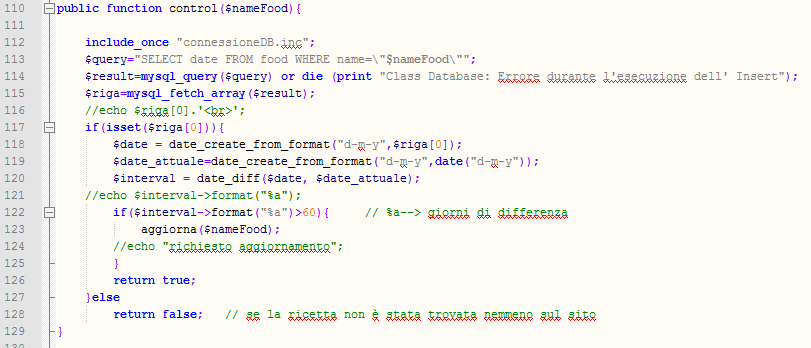 110 public function control($nameFood){
111
112 include_once "connessioneDB.inc";
113 $query="SELECT date FROM food WHERE name=\"$nameFood\"";
114 $result=mysql_query($query) or die (print "Class Database: Errore durante l'esecuzione dell' Insert");
115 $riga=mysql_fetch_array($result);
116 //echo $riga[0].'<br>';
117 if(isset($riga[0])){
118 $date = date_create_from_format("d-m-y",$riga[0]);
119 $date_attuale=date_create_from_format("d-m-y",date("d-m-y"));
120 $interval = date_diff($date, $date_attuale);
121 //echo $interval->format("%a");
122 if($interval->format("%a")>60){ // %a--> giorni di differenza
123 aggiorna($nameFood);
124 //echo "richiesto aggiornamento";
125 }
126 return true;
127 }else
128 return false; // se la ricetta non è stata trovata nemmeno sul sito
129 }
130